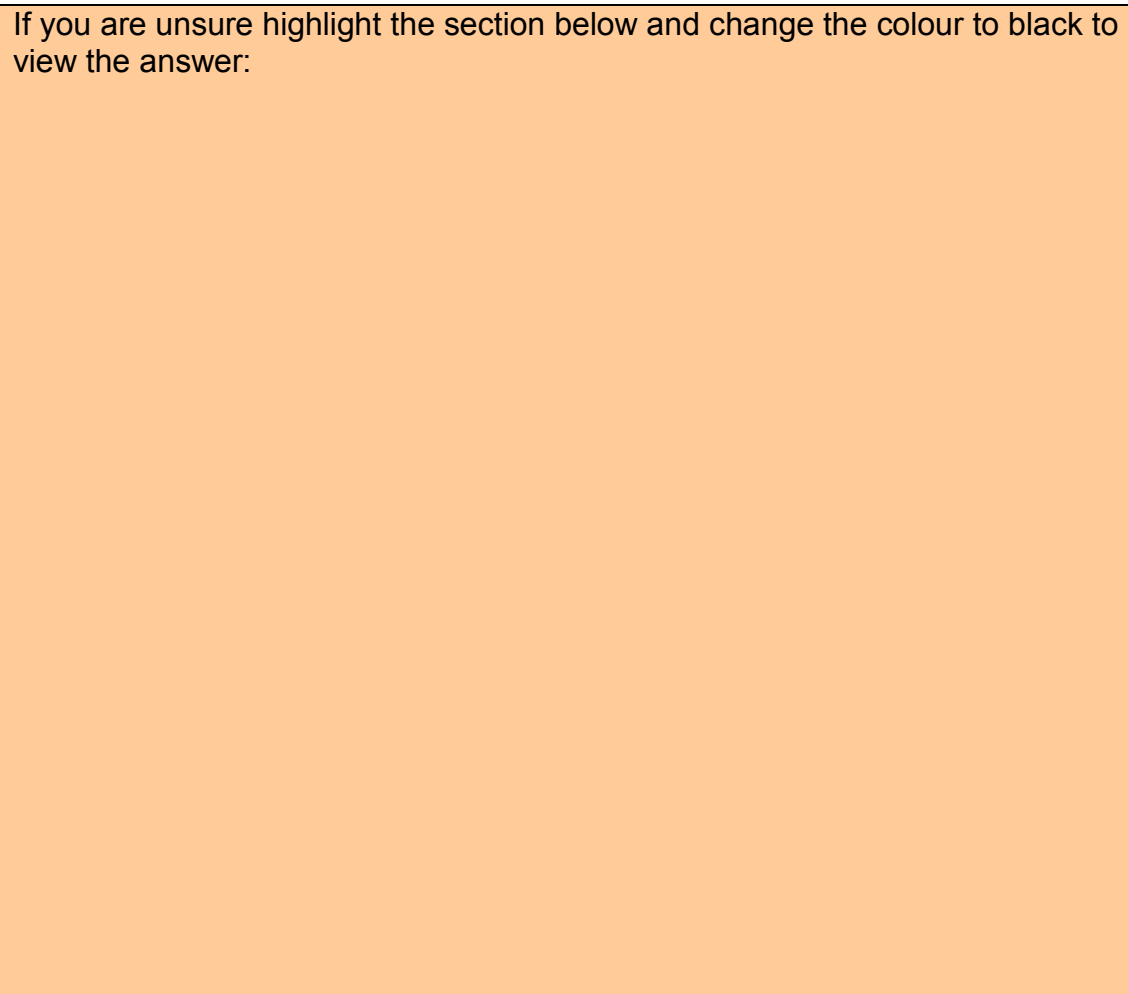 If you are unsure highlight the section below and change the colour to black to
view the answer: